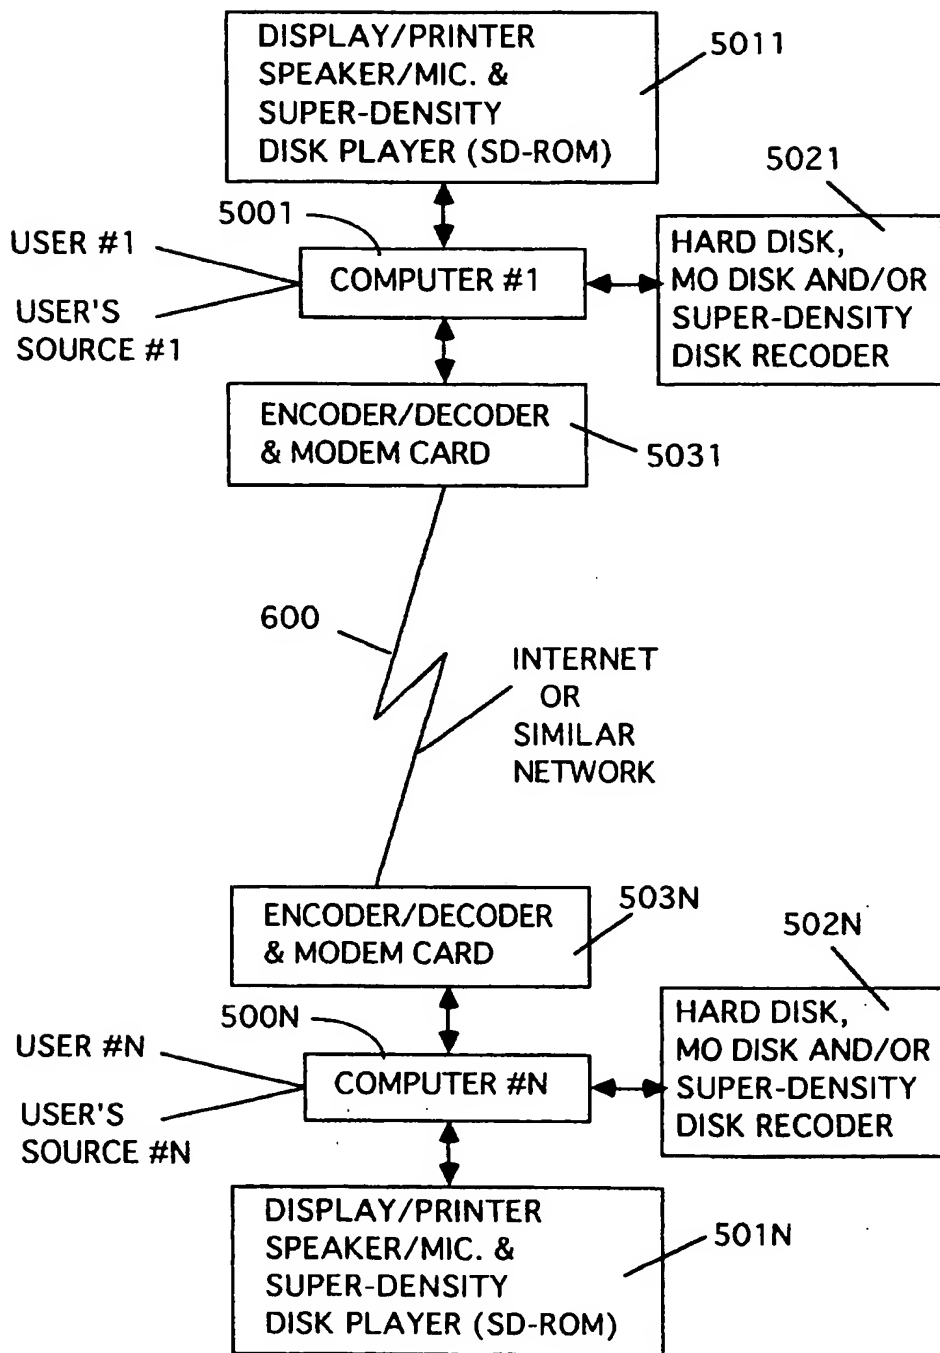 DISPLAY/PRINTER
SPEAKER/MIC. &
SUPER-DENSITY
DISK PLAYER (SD-ROM)
5011
5021
5001
USER #1
USER'S
SOURCE #1
COMPUTER #1
HARD DISK,
MO DISK AND/OR
SUPER-DENSITY
DISK RECODER
ENCODER/DECODER
& MODEM CARD
5031
600
INTERNET
OR
SIMILAR
NETWORK
ENCODER/DECODER
& MODEM CARD
503N
502N
500N
USER #N
USER'S
SOURCE #N
COMPUTER #N
HARD DISK,
MO DISK AND/OR
SUPER-DENSITY
DISK RECODER
DISPLAY/PRINTER
SPEAKER/MIC. &
SUPER-DENSITY
DISK PLAYER (SD-ROM)
501N